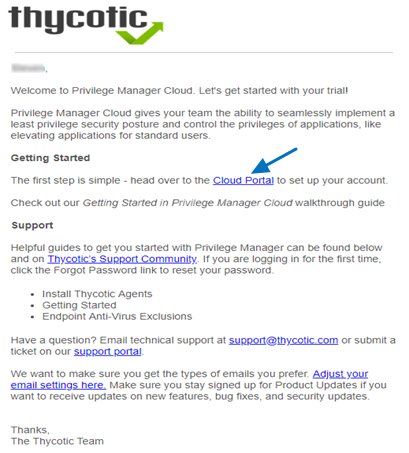 thycotic
,
Welcome to Privilege Manager Cloud. Let's get started with your trial!
Privilege Manager Cloud gives your team the ability to seamlessly implement a
least privilege security posture and control the privileges of applications, like
elevating applications for standard users.
Getting Started
The first step is simple - head over to the Cloud Portal to set up your account.
Check out our Getting Started in Privilege Manager Cloud walkthrough guide
Support
Helpful guides to get you started with Privilege Manager can be found below
and on Thycotic's Support Community. If you are logging in for the first time,
click the Forgot Password link to reset your password.
• Install Thycotic Agents
• Getting Started
• Endpoint Anti-Virus Exclusions
Have a question? Email technical support at support@thycotic.com or submit a
ticket on our support portal.
We want to make sure you get the types of emails you prefer. Adjust your
email settings here. Make sure you stay signed up for Product Updates if you
want to receive updates on new features, bug fixes, and security updates.
Thanks,
The Thycotic Team